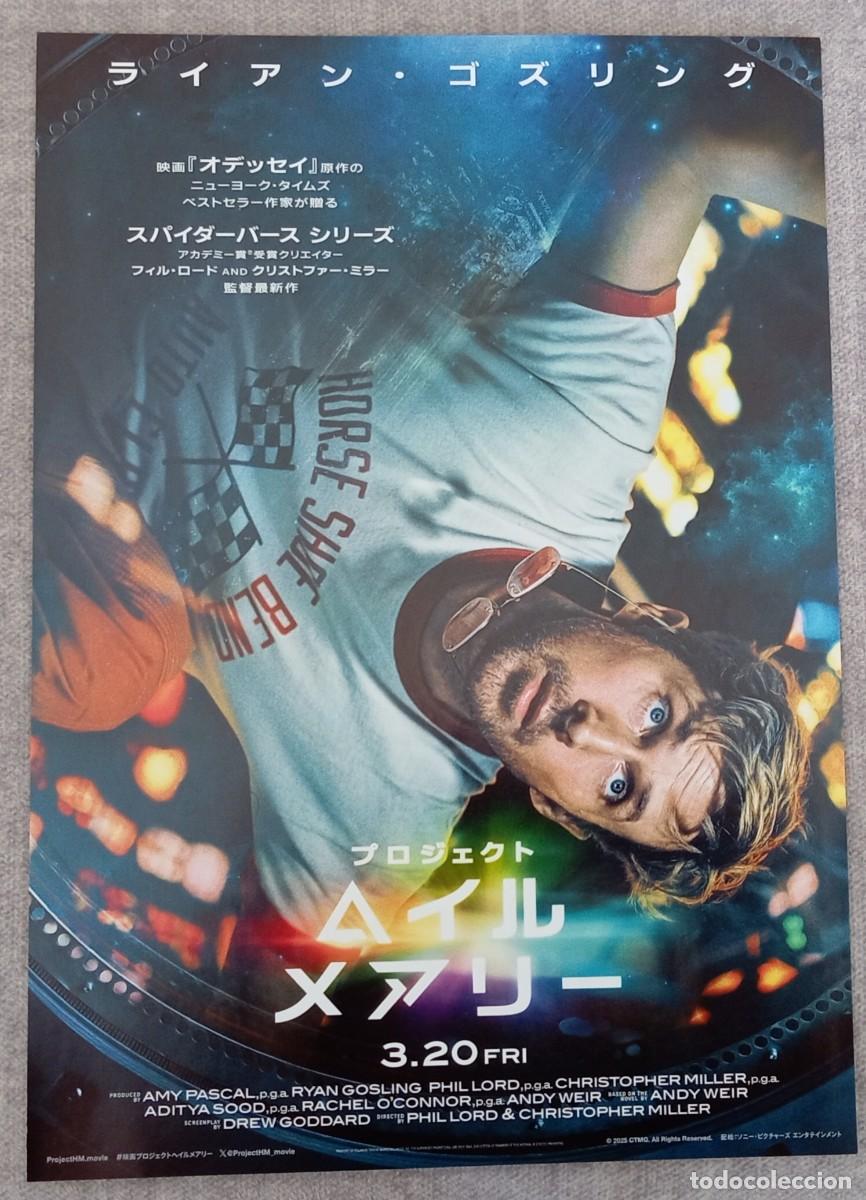 ライアン・ゴズリング
映画『オデッセイ』原作の
ニューヨーク・タイムズ
ベストセラー作家が贈る
スパイダーバース シリーズ
アカデミー賞®受賞クリエイター
フィル・ロード AND クリストファー・ミラー
監督最新作
AUTO
HORSE SHOE BEND
プロジェクト
ヘイル
メアリー
3.20 FRI
PRODUCED BY AMY PASCAL, p.g.a. RYAN GOSLING PHIL LORD, p.g.a. CHRISTOPHER MILLER, p.g.a.
ADITYA SOOD, p.g.a. RACHEL O'CONNOR, p.g.a. ANDY WEIR BASED ON THE NOVEL BY ANDY WEIR
SCREENPLAY BY DREW GODDARD DIRECTED BY PHIL LORD & CHRISTOPHER MILLER
© 2025 CTMG. All Rights Reserved. 配給:ソニー・ピクチャーズ エンタテインメント
ProjectHM.movie #映画プロジェクトヘイルメアリー X@ProjectHM_movie
todocoleccion